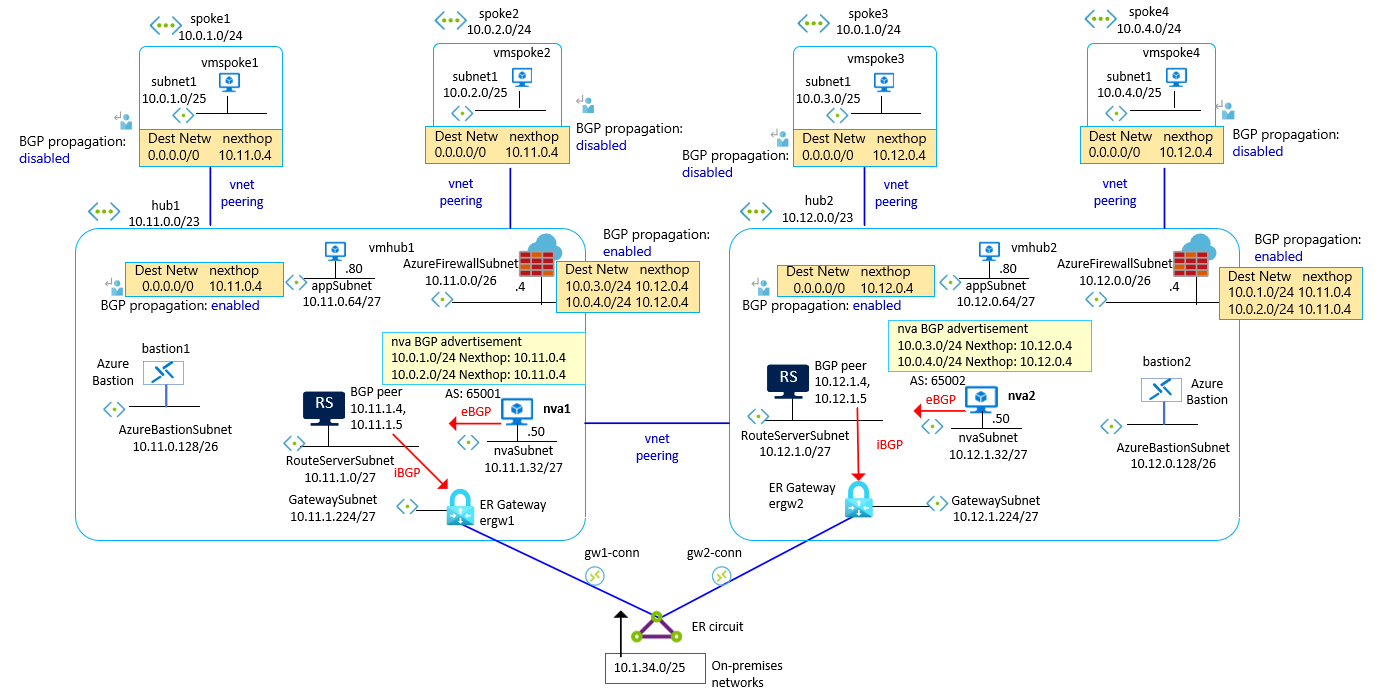 spoke1
10.0.1.0/24
vmspoke1
subnet1
10.0.1.0/25
BGP propagation:
disabled
Dest Netw nexthop
0.0.0.0/0 10.11.0.4
vnet
peering
spoke2
10.0.2.0/24
vmspoke2
subnet1
10.0.2.0/25
BGP propagation:
disabled
Dest Netw nexthop
0.0.0.0/0 10.11.0.4
vnet
peering
spoke3
10.0.1.0/24
vmspoke3
subnet1
10.0.3.0/25
BGP propagation:
disabled
Dest Netw nexthop
0.0.0.0/0 10.12.0.4
vnet
peering
spoke4
10.0.4.0/24
vmspoke4
subnet1
10.0.4.0/25
BGP propagation:
disabled
Dest Netw nexthop
0.0.0.0/0 10.12.0.4
vnet
peering
hub1
10.11.0.0/23
Dest Netw nexthop
0.0.0.0/0 10.11.0.4
BGP propagation: enabled
vmhub1
.80
appSubnet
10.11.0.64/27
AzureFirewallSubnet
10.11.0.0/26
.4
BGP propagation:
enabled
Dest Netw nexthop
10.0.3.0/24 10.12.0.4
10.0.4.0/24 10.12.0.4
nva BGP advertisement
10.0.1.0/24 Nexthop: 10.11.0.4
10.0.2.0/24 Nexthop: 10.11.0.4
bastion1
Azure
Bastion
AzureBastionSubnet
10.11.0.128/26
RS
BGP peer
10.11.1.4,
10.11.1.5
RouteServerSubnet
10.11.1.0/27
AS: 65001
eBGP
nva1
.50
nvaSubnet
10.11.1.32/27
iBGP
GatewaySubnet
10.11.1.224/27
ER Gateway
ergw1
vnet
peering
hub2
10.12.0.0/23
Dest Netw nexthop
0.0.0.0/0 10.12.0.4
BGP propagation: enabled
vmhub2
.80
appSubnet
10.12.0.64/27
AzureFirewallSubnet
10.12.0.0/26
.4
BGP propagation:
enabled
Dest Netw nexthop
10.0.1.0/24 10.11.0.4
10.0.2.0/24 10.11.0.4
nva BGP advertisement
10.0.3.0/24 Nexthop: 10.12.0.4
10.0.4.0/24 Nexthop: 10.12.0.4
RS
BGP peer
10.12.1.4,
10.12.1.5
RouteServerSubnet
10.12.1.0/27
AS: 65002
eBGP
nva2
.50
nvaSubnet
10.12.1.32/27
iBGP
bastion2
Azure
Bastion
AzureBastionSubnet
10.12.0.128/26
ER Gateway
ergw2
GatewaySubnet
10.12.1.224/27
gw1-conn
gw2-conn
ER circuit
10.1.34.0/25
On-premises
networks